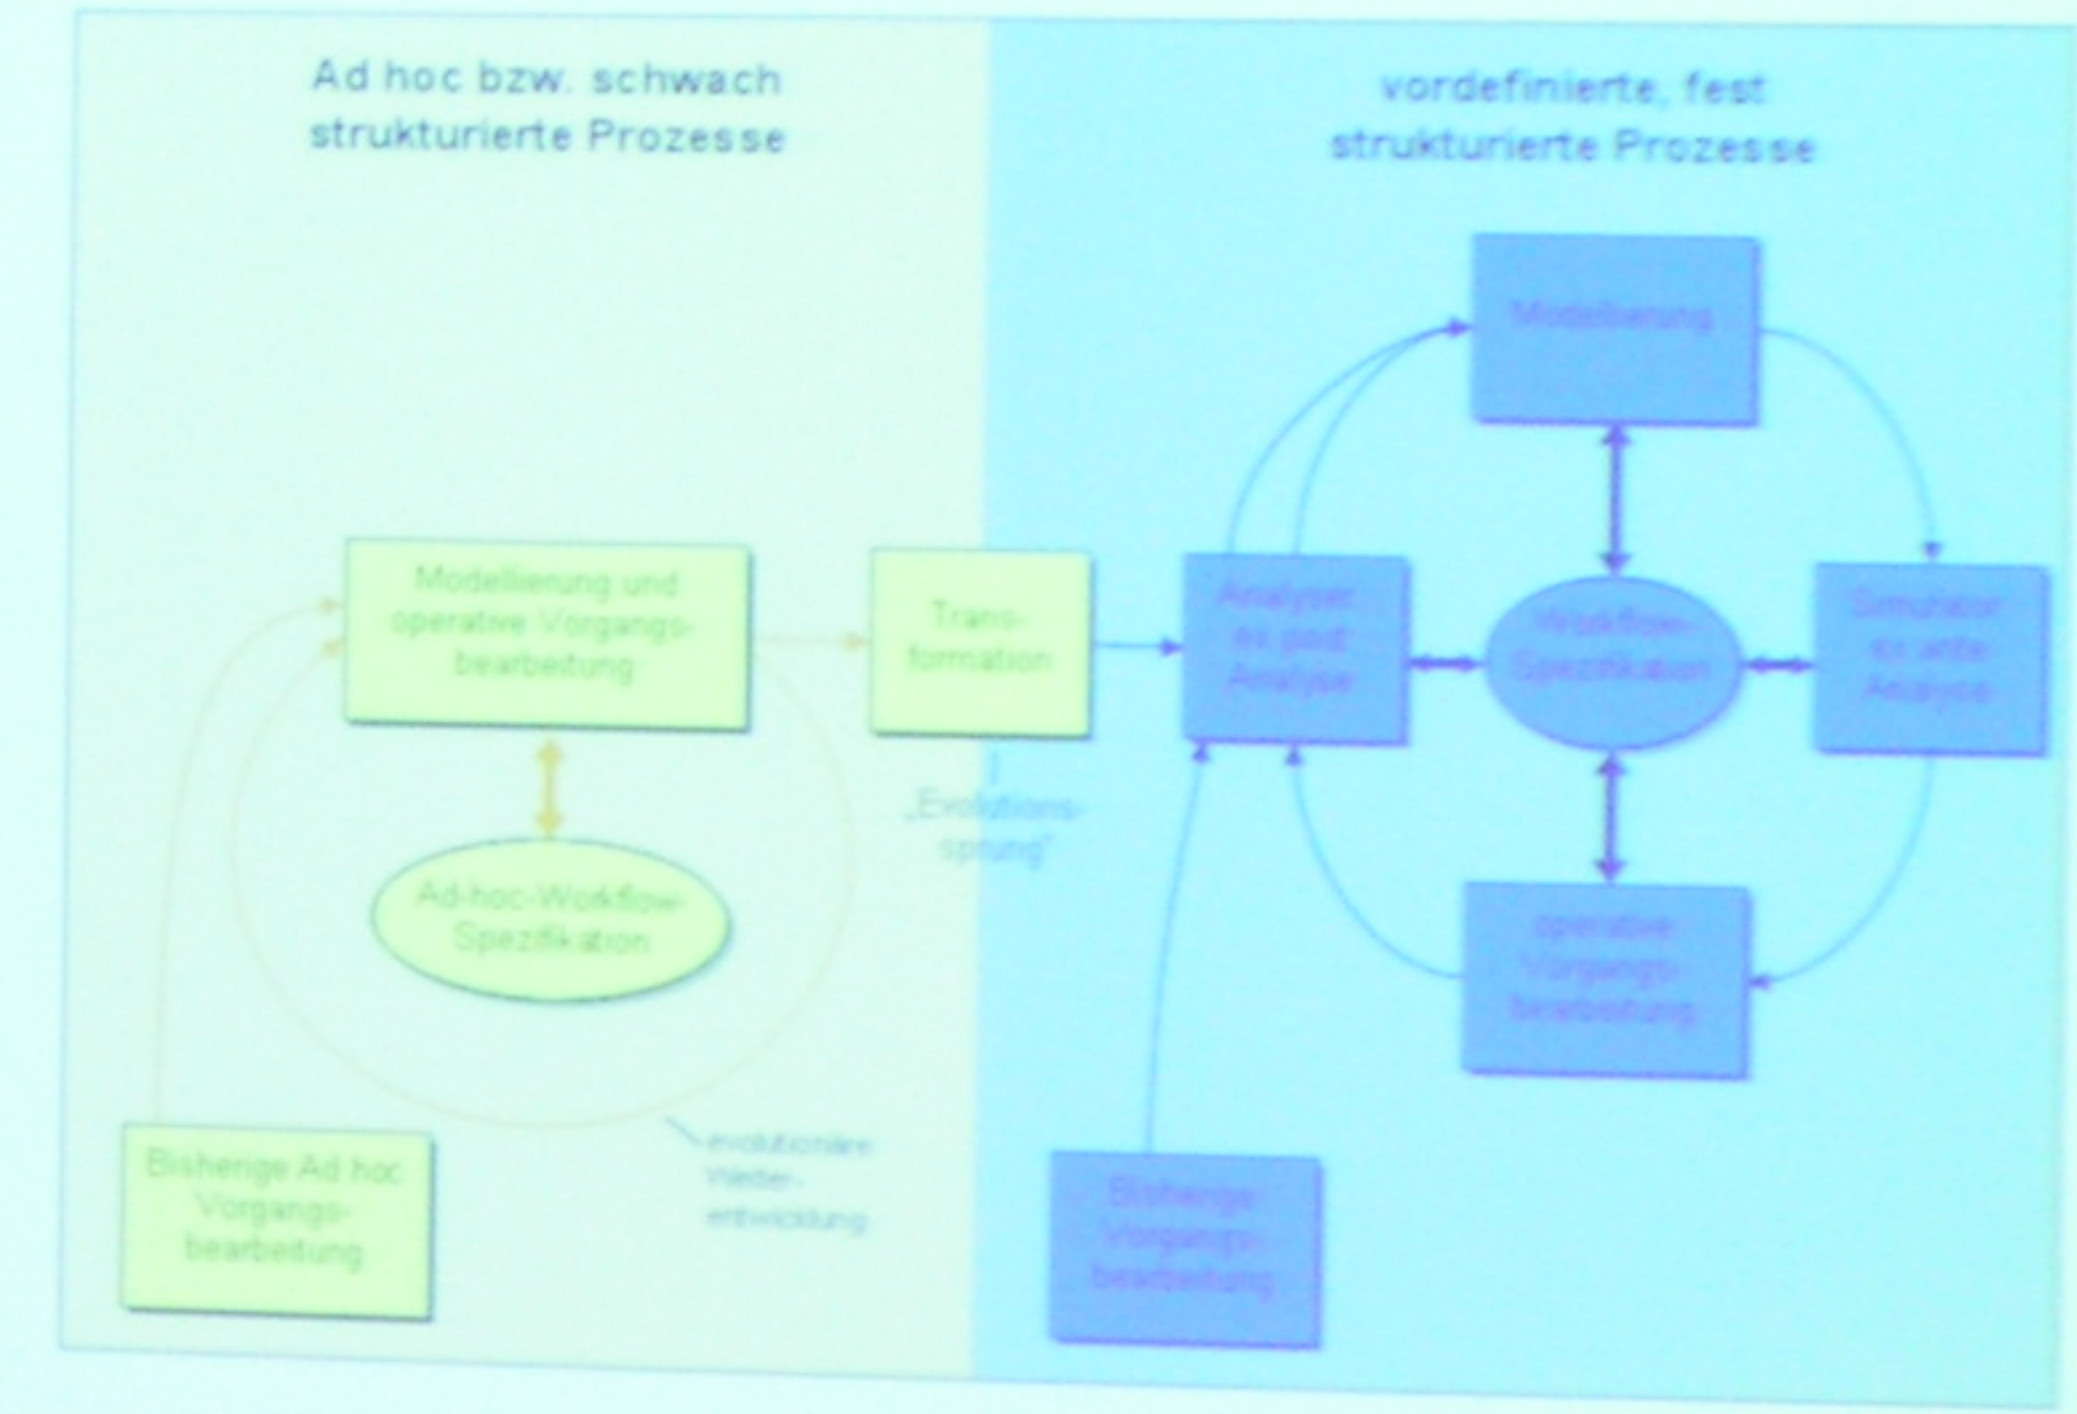 Ad hoc bzw. schwach
strukturierte Prozesse
vordefinierte, fest
strukturierte Prozesse
Modellierung
Modellierung und
operative Vorgangs-
bearbeitung
Trans-
formation
ex post
Analyse
Workflow-
Spezifikation
ex ante
Analyse
„Evolutions-
sprung"
Ad-hoc-Workflow-
Spezifikation
operative
Vorgangs-
bearbeitung
evolutionäre
Weiter-
entwicklung
Bisherige Ad hoc
Vorgangs-
bearbeitung
Bisherige
Vorgangs-
bearbeitung